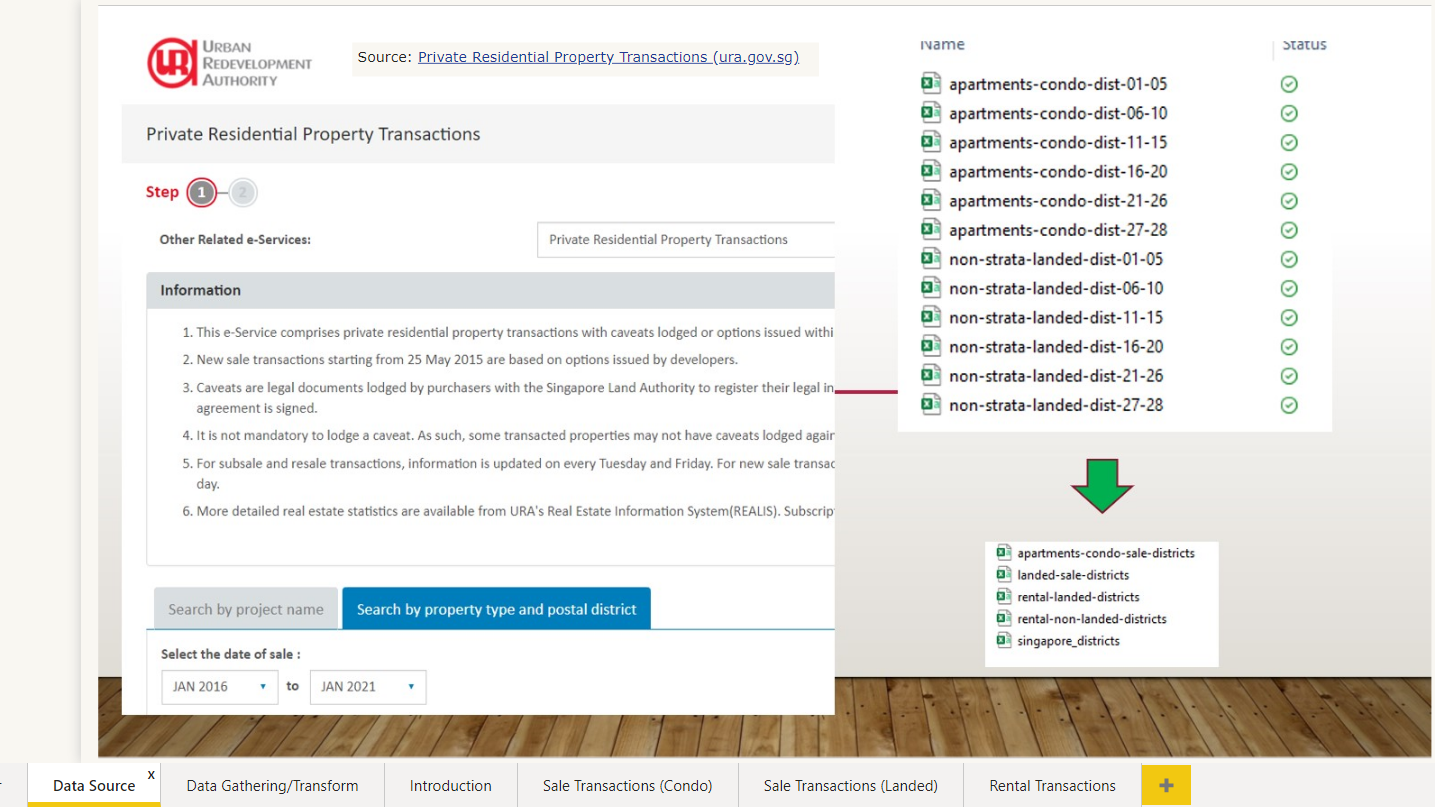 URBAN
REDEVELOPMENT
AUTHORITY
Source: Private Residential Property Transactions (ura.gov.sg)
Private Residential Property Transactions
Step 1 2
Other Related e-Services:
Private Residential Property Transactions
Information
1. This e-Service comprises private residential property transactions with caveats lodged or options issued withi
2. New sale transactions starting from 25 May 2015 are based on options issued by developers.
3. Caveats are legal documents lodged by purchasers with the Singapore Land Authority to register their legal in
agreement is signed.
4. It is not mandatory to lodge a caveat. As such, some transacted properties may not have caveats lodged again
5. For subsale and resale transactions, information is updated on every Tuesday and Friday. For new sale transac
day.
6. More detailed real estate statistics are available from URA's Real Estate Information System(REALIS). Subscrip
Search by project name
Search by property type and postal district
Select the date of sale :
JAN 2016 to JAN 2021
Name Status
apartments-condo-dist-01-05
apartments-condo-dist-06-10
apartments-condo-dist-11-15
apartments-condo-dist-16-20
apartments-condo-dist-21-26
apartments-condo-dist-27-28
non-strata-landed-dist-01-05
non-strata-landed-dist-06-10
non-strata-landed-dist-11-15
non-strata-landed-dist-16-20
non-strata-landed-dist-21-26
non-strata-landed-dist-27-28
apartments-condo-sale-districts
landed-sale-districts
rental-landed-districts
rental-non-landed-districts
singapore_districts
Data Source x
Data Gathering/Transform
Introduction
Sale Transactions (Condo)
Sale Transactions (Landed)
Rental Transactions
+